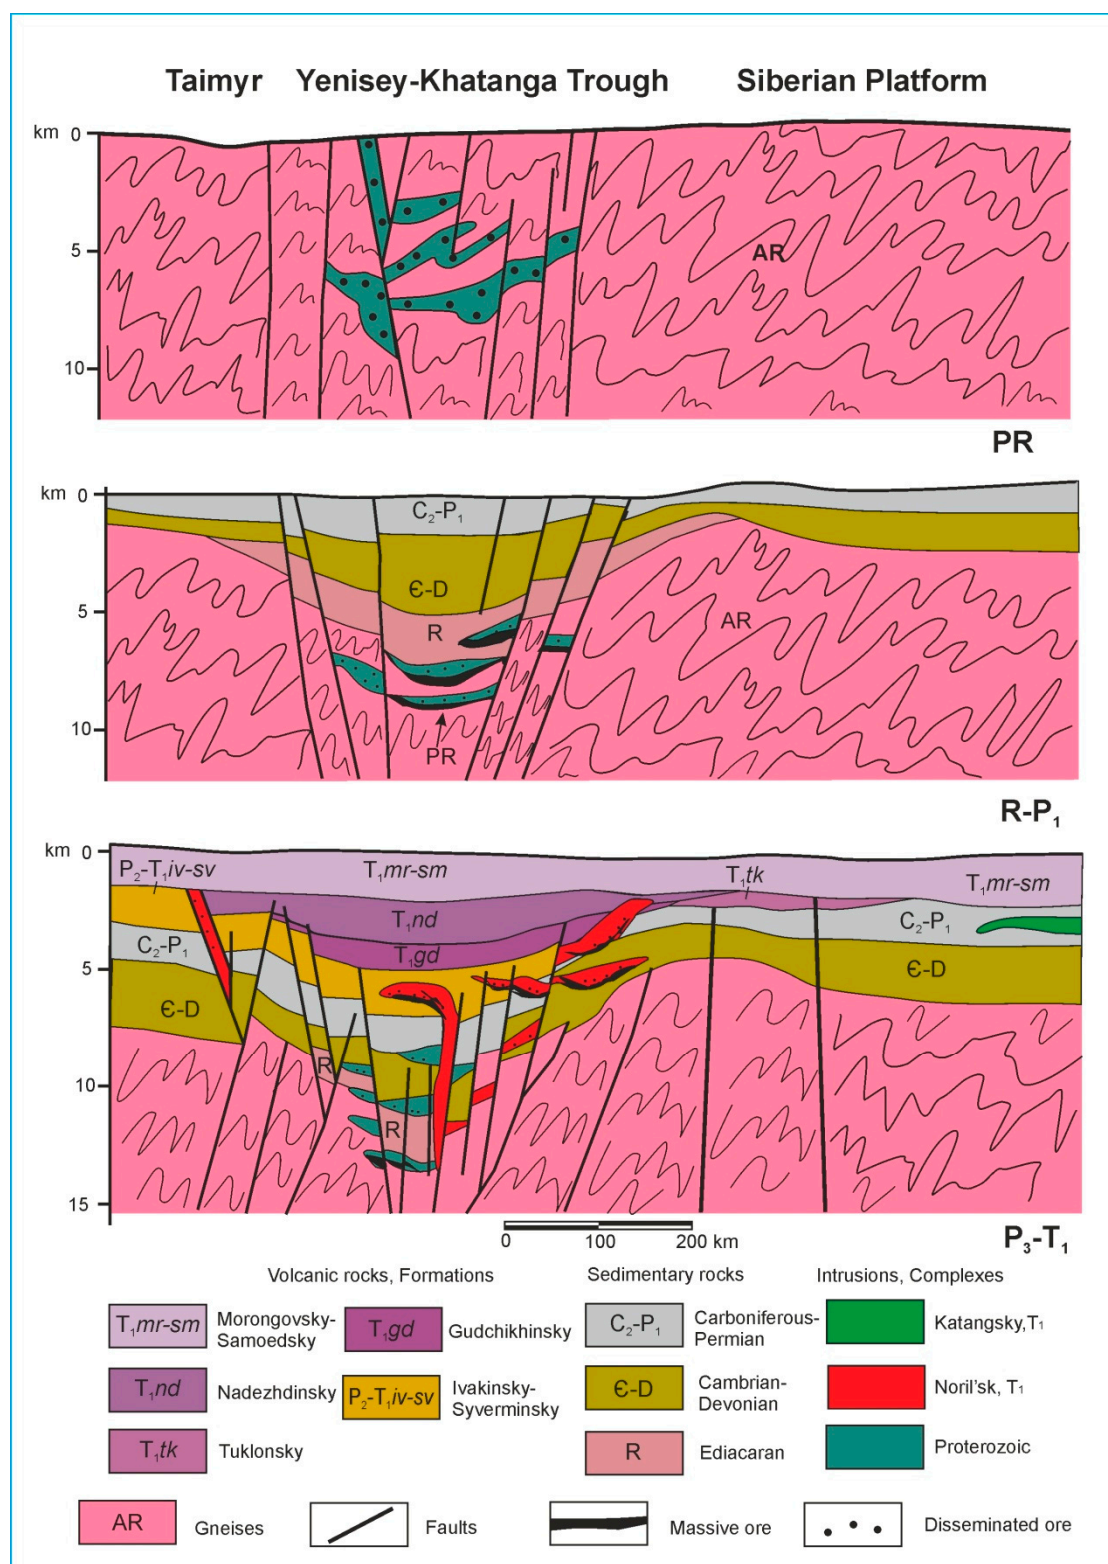 Taimyr Yenisey-Khatanga Trough Siberian Platform
km 0
5
10
AR
PR
km 0
5
10
C₂-P₁
Є-D
R
AR
PR
R-P₁
km 0
5
10
15
P₂-T₁iv-sv
T₁mr-sm
T₁tk
T₁mr-sm
T₁nd
C₂-P₁
C₂-P₁
T₁gd
Є-D
Є-D
R
R
0 100 200 km
P₃-T₁
Volcanic rocks, Formations
T₁mr-sm Morongovsky-
Samoedsky
T₁gd Gudchikhinsky
T₁nd Nadezhdinsky
P₂-T₁iv-sv Ivakinsky-
Syverminsky
T₁tk Tuklonsky
Sedimentary rocks
C₂-P₁ Carboniferous-
Permian
Є-D Cambrian-
Devonian
R Ediacaran
Intrusions, Complexes
Katangsky,T₁
Noril'sk, T₁
Proterozoic
AR Gneises
Faults
Massive ore
Disseminated ore